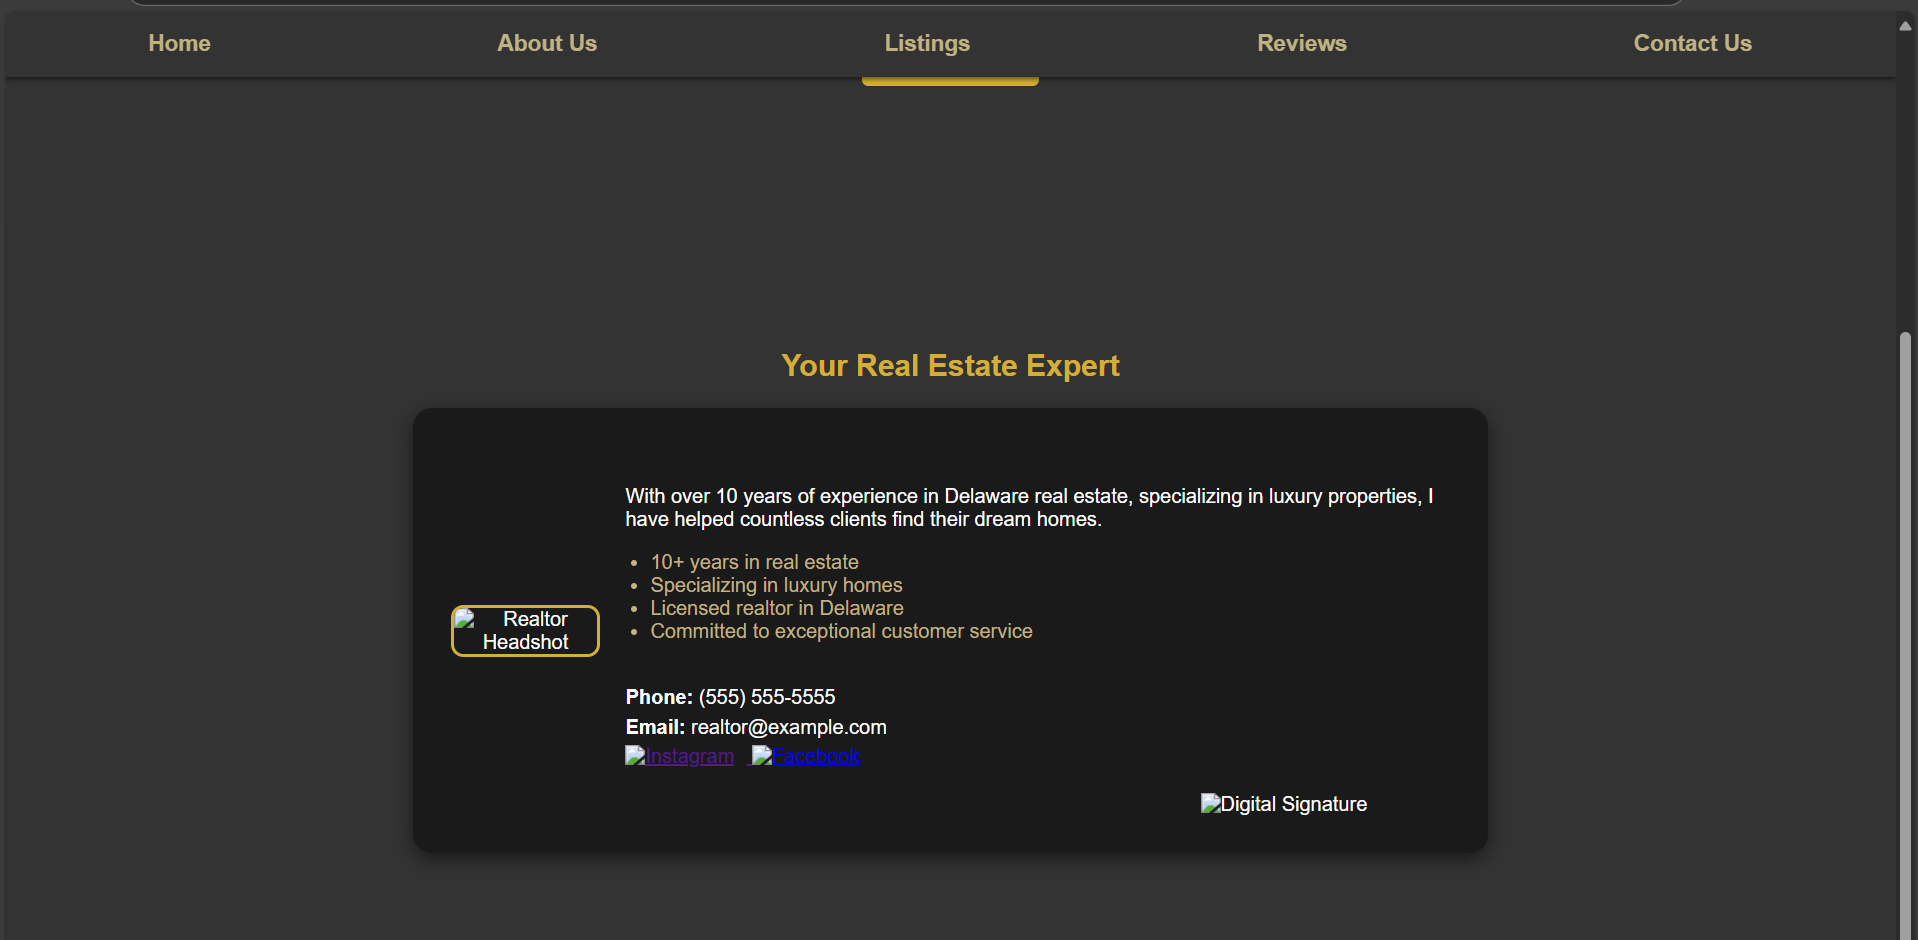 Home About Us Listings Reviews Contact Us
Your Real Estate Expert
With over 10 years of experience in Delaware real estate, specializing in luxury properties, I
have helped countless clients find their dream homes.
• 10+ years in real estate
• Specializing in luxury homes
• Licensed realtor in Delaware
• Committed to exceptional customer service
Realtor
Headshot
Phone: (555) 555-5555
Email: realtor@example.com
Instagram Facebook
Digital Signature